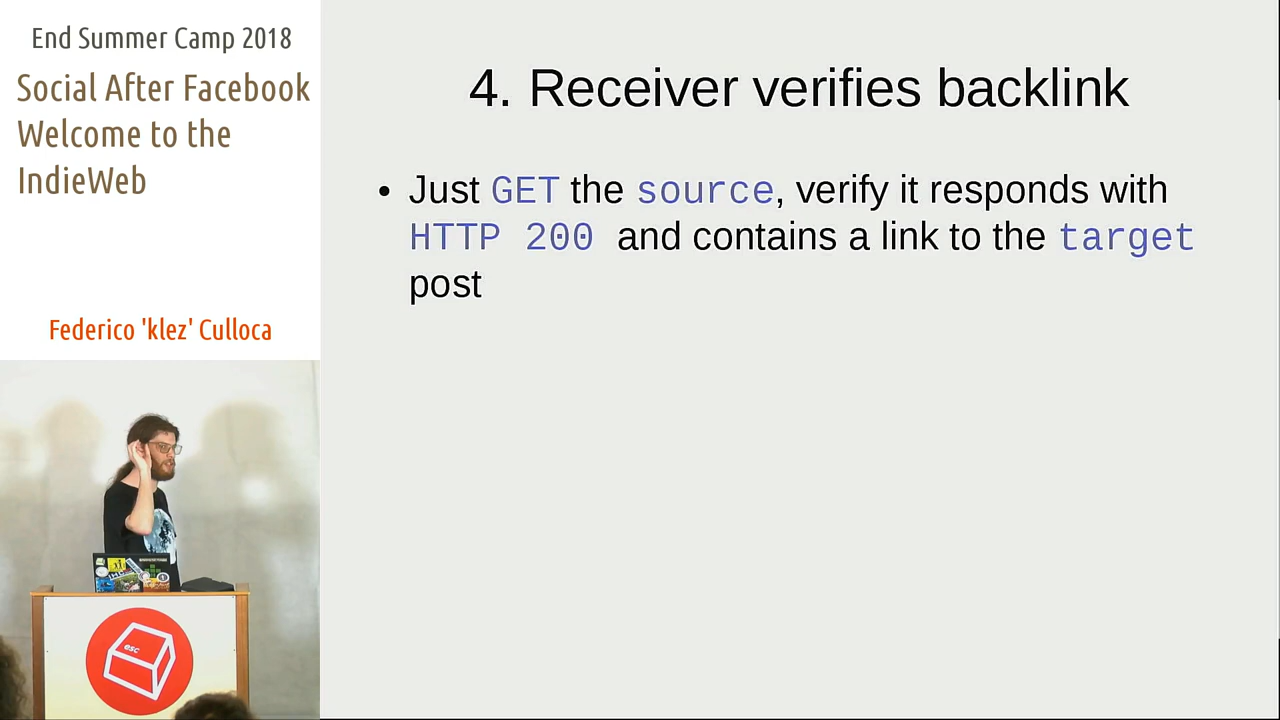 End Summer Camp 2018
Social After Facebook
Welcome to the
IndieWeb
Federico 'klez' Culloca
4. Receiver verifies backlink
• Just GET the source, verify it responds with
HTTP 200 and contains a link to the target
post
esc